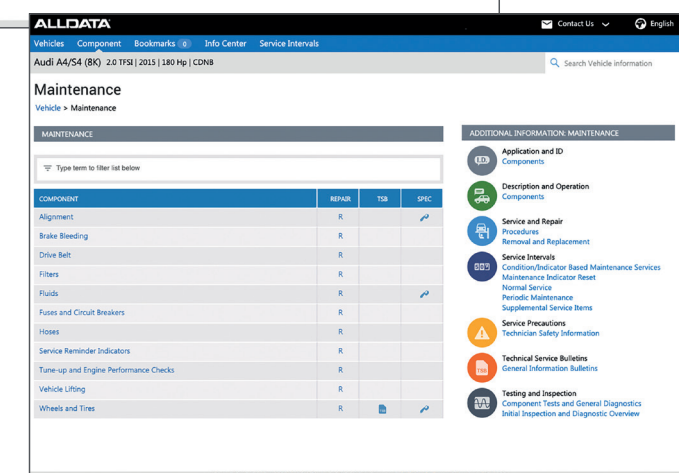 ALLDATA
Contact Us
English
Vehicles Component Bookmarks 0 Info Center Service Intervals
Audi A4/S4 (8K) 2.0 TFSI | 2015 | 180 Hp | CDNB
Search Vehicle information
Maintenance
Vehicle > Maintenance
MAINTENANCE
Type term to filter list below
COMPONENT REPAIR TSB SPEC
Alignment R
Brake Bleeding R
Drive Belt R
Filters R
Fluids R
Fuses and Circuit Breakers R
Hoses R
Service Reminder Indicators R
Tune-up and Engine Performance Checks R
Vehicle Lifting R
Wheels and Tires R
ADDITIONAL INFORMATION: MAINTENANCE
Application and ID
Components
Description and Operation
Components
Service and Repair
Procedures
Removal and Replacement
Service Intervals
Condition/Indicator Based Maintenance Services
Maintenance Indicator Reset
Normal Service
Periodic Maintenance
Supplemental Service Items
Service Precautions
Technician Safety Information
TSB
Technical Service Bulletins
General Information Bulletins
Testing and Inspection
Component Tests and General Diagnostics
Initial Inspection and Diagnostic Overview